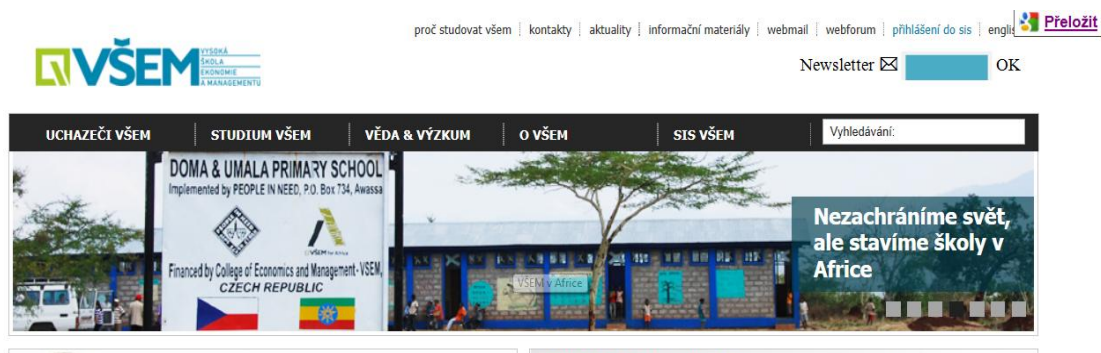 proč studovat všem kontakty aktuality informační materiály webmail webforum přihlášení do sis englis
Přeložit
VŠEM
VYSOKÁ
ŠKOLA
EKONOMIE
A MANAGEMENTU
Newsletter OK
UCHAZEČI VŠEM STUDIUM VŠEM VĚDA & VÝZKUM O VŠEM SIS VŠEM Vyhledávání:
DOMA & UMALA PRIMARY SCHOOL
Implemented by PEOPLE IN NEED, P.O. Box 734, Awassa
VŠEM for Africa
Financed by College of Economics and Management - VSEM,
CZECH REPUBLIC
VŠEM v Africe
Nezachráníme svět,
ale stavíme školy v
Africe